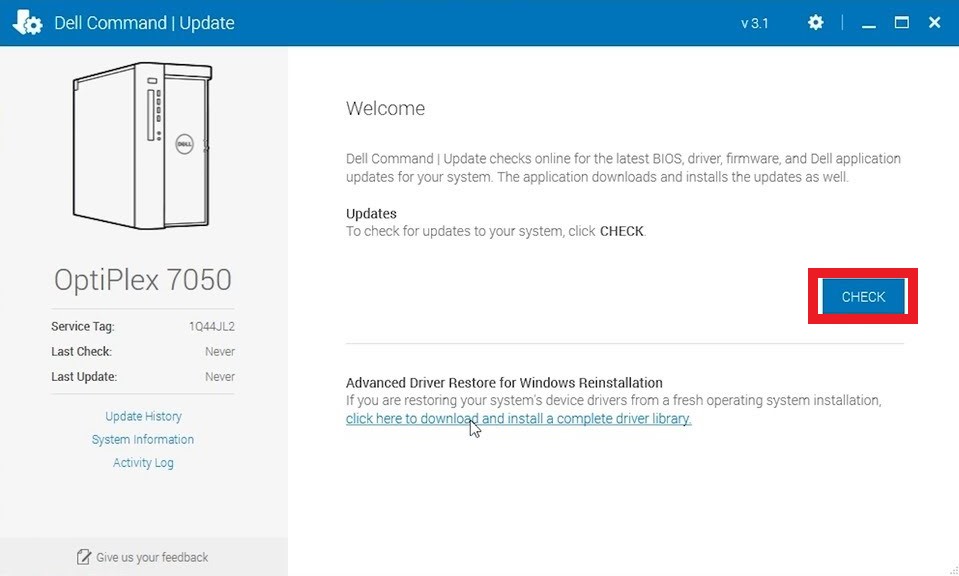 Dell Command | Update
v 3.1
DELL
OptiPlex 7050
Service Tag: 1Q44JL2
Last Check: Never
Last Update: Never
Update History
System Information
Activity Log
Give us your feedback
Welcome
Dell Command | Update checks online for the latest BIOS, driver, firmware, and Dell application
updates for your system. The application downloads and installs the updates as well.
Updates
To check for updates to your system, click CHECK.
CHECK
Advanced Driver Restore for Windows Reinstallation
If you are restoring your system's device drivers from a fresh operating system installation,
click here to download and install a complete driver library.